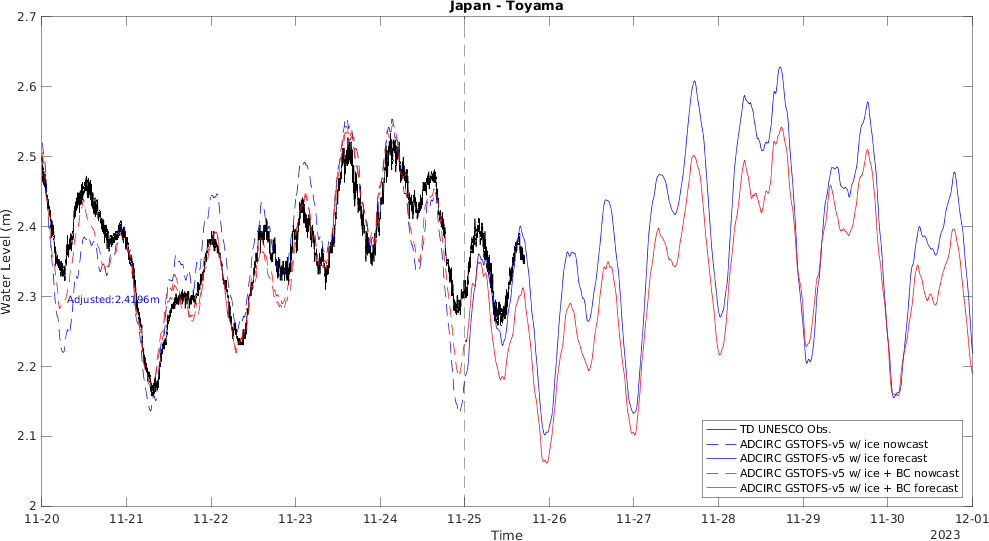 Japan - Toyama
Water Level (m)
2.7
2.6
2.5
2.4
2.3
2.2
2.1
2
Adjusted:2.4196m
TD UNESCO Obs.
ADCIRC GSTOFS-v5 w/ ice nowcast
ADCIRC GSTOFS-v5 w/ ice forecast
ADCIRC GSTOFS-v5 w/ ice + BC nowcast
ADCIRC GSTOFS-v5 w/ ice + BC forecast
11-20 11-21 11-22 11-23 11-24 11-25 11-26 11-27 11-28 11-29 11-30 12-01
Time
2023